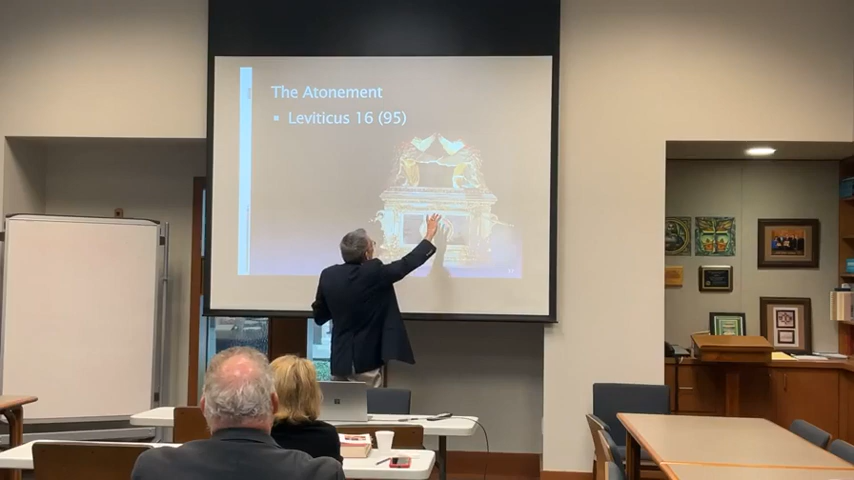 The Atonement
▪ Leviticus 16 (95)